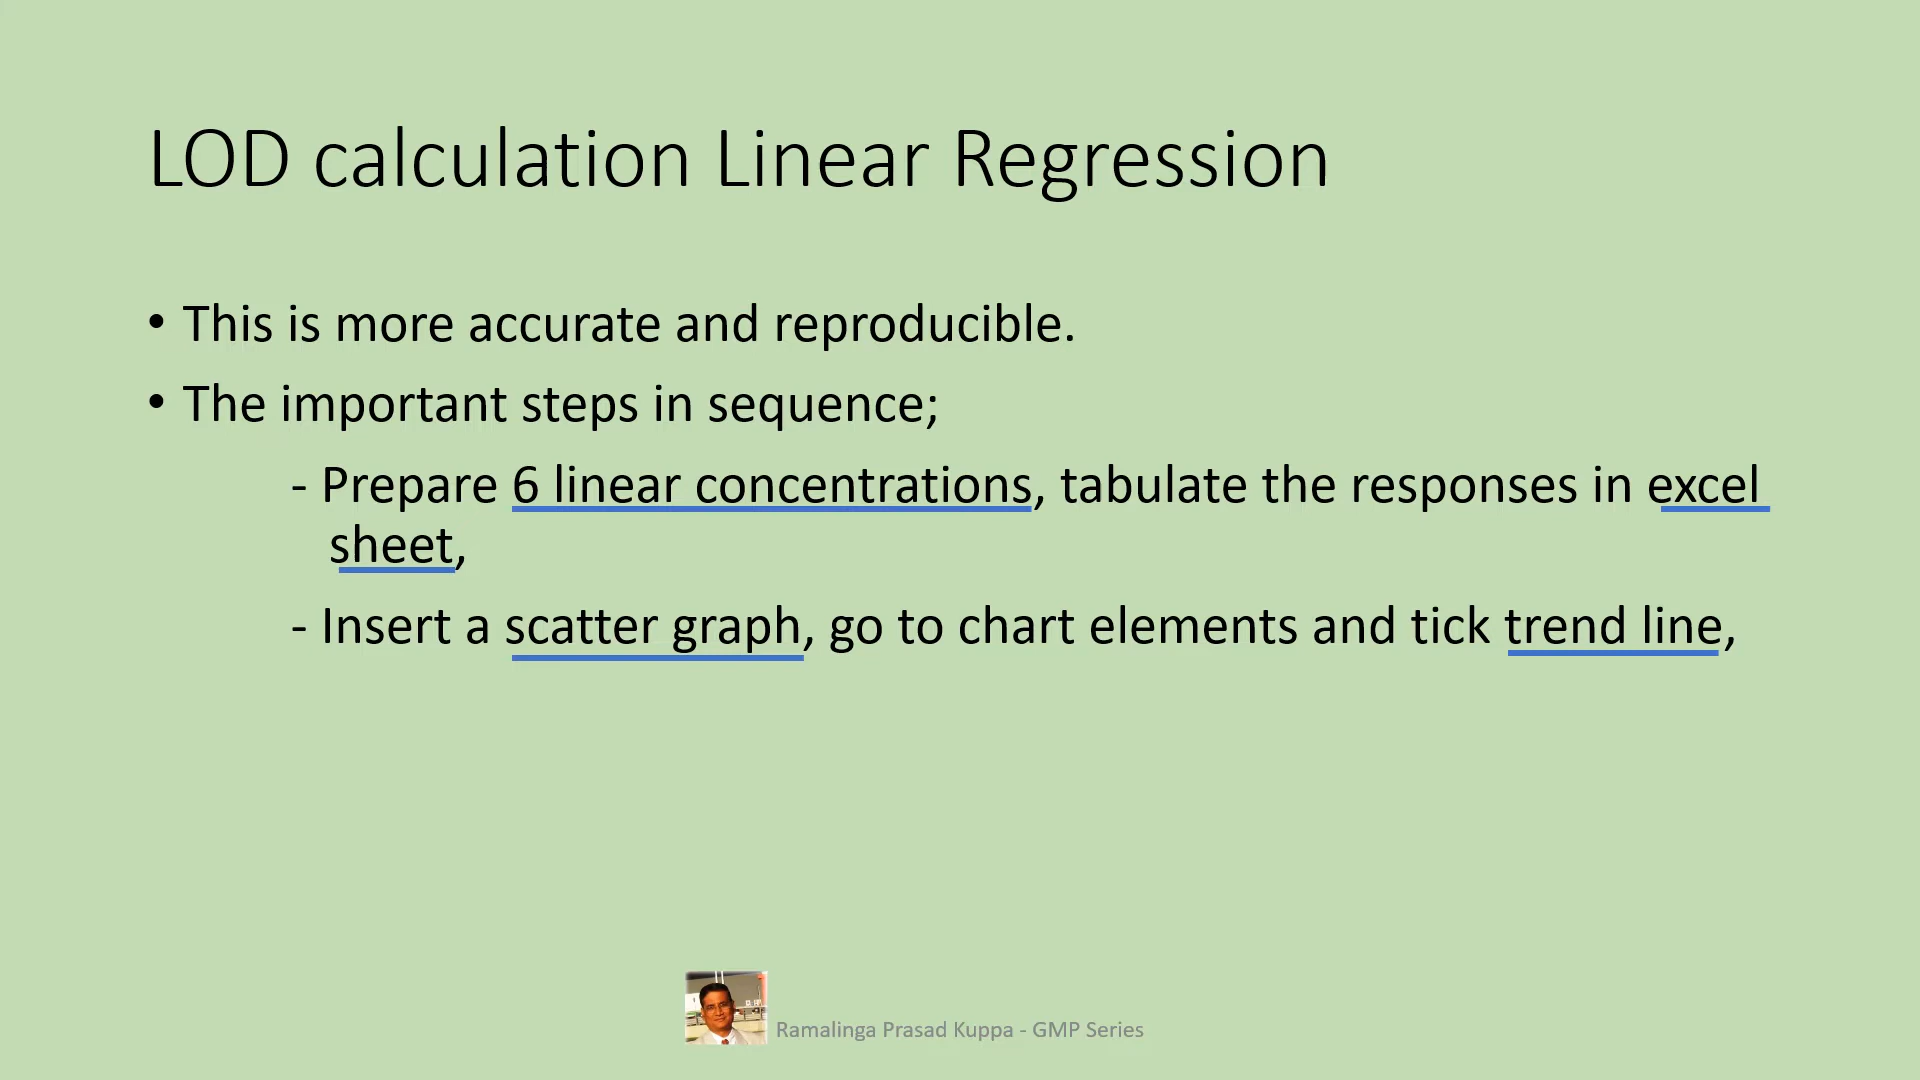 LOD calculation Linear Regression
• This is more accurate and reproducible.
• The important steps in sequence;
- Prepare 6 linear concentrations, tabulate the responses in excel
sheet,
- Insert a scatter graph, go to chart elements and tick trend line,
Ramalinga Prasad Kuppa - GMP Series